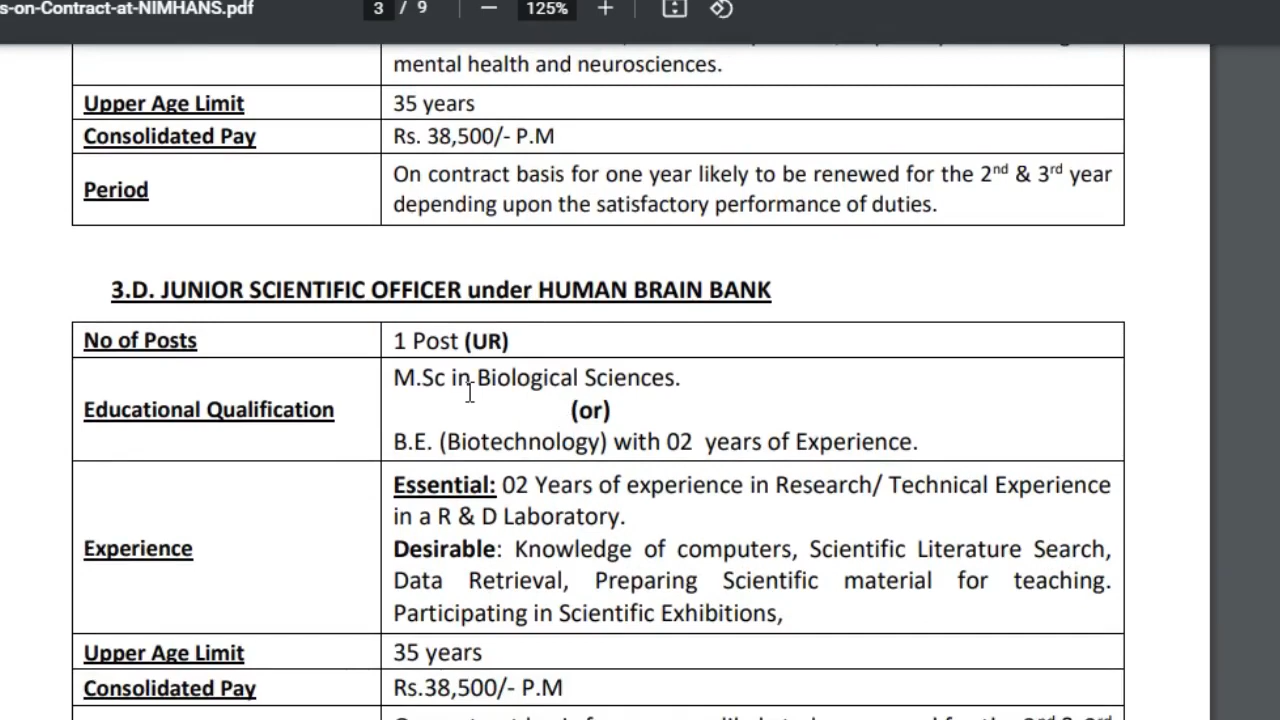 s-on-Contract-at-NIMHANS.pdf
3 / 9
125%
mental health and neurosciences.
Upper Age Limit
35 years
Consolidated Pay
Rs. 38,500/- P.M
Period
On contract basis for one year likely to be renewed for the 2nd & 3rd year
depending upon the satisfactory performance of duties.
3.D. JUNIOR SCIENTIFIC OFFICER under HUMAN BRAIN BANK
No of Posts
1 Post (UR)
Educational Qualification
M.Sc in Biological Sciences.
(or)
B.E. (Biotechnology) with 02 years of Experience.
Experience
Essential: 02 Years of experience in Research/ Technical Experience
in a R & D Laboratory.
Desirable: Knowledge of computers, Scientific Literature Search,
Data Retrieval, Preparing Scientific material for teaching.
Participating in Scientific Exhibitions,
Upper Age Limit
35 years
Consolidated Pay
Rs.38,500/- P.M